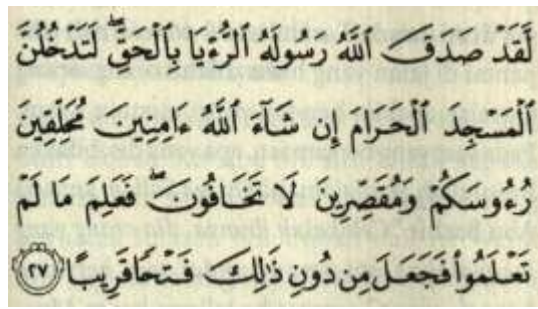 لَّقَدْ صَدَقَ ٱللَّهُ رَسُولَهُ ٱلرُّءْيَا بِٱلْحَقِّ ۖ لَتَدْخُلُنَّ
ٱلْمَسْجِدَ ٱلْحَرَامَ إِن شَآءَ ٱللَّهُ ءَامِنِينَ مُحَلِّقِينَ
رُءُوسَكُمْ وَمُقَصِّرِينَ لَا تَخَافُونَ ۖ فَعَلِمَ مَا لَمْ
تَعْلَمُوا۟ فَجَعَلَ مِن دُونِ ذَٰلِكَ فَتْحًا قَرِيبًا ٢٧